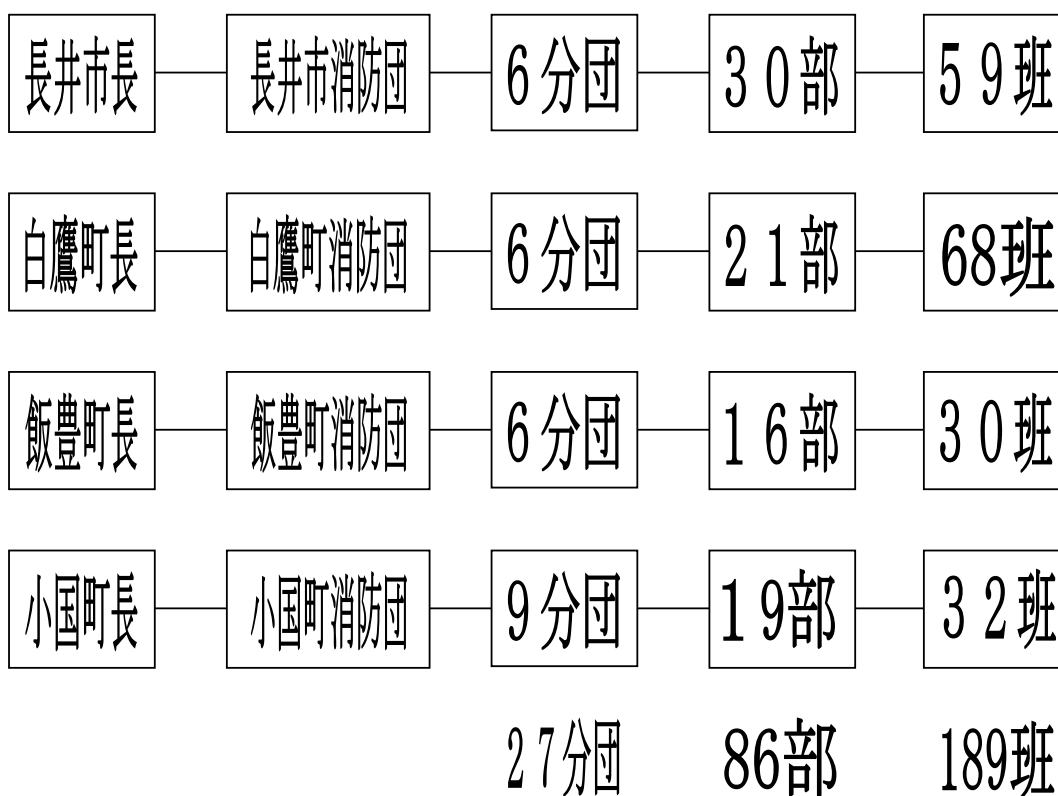 長井市長 長井市消防団 6分団 30部 59班
白鷹町長 白鷹町消防団 6分団 21部 68班
飯豊町長 飯豊町消防団 6分団 16部 30班
小国町長 小国町消防団 9分団 19部 32班
27分団 86部 189班